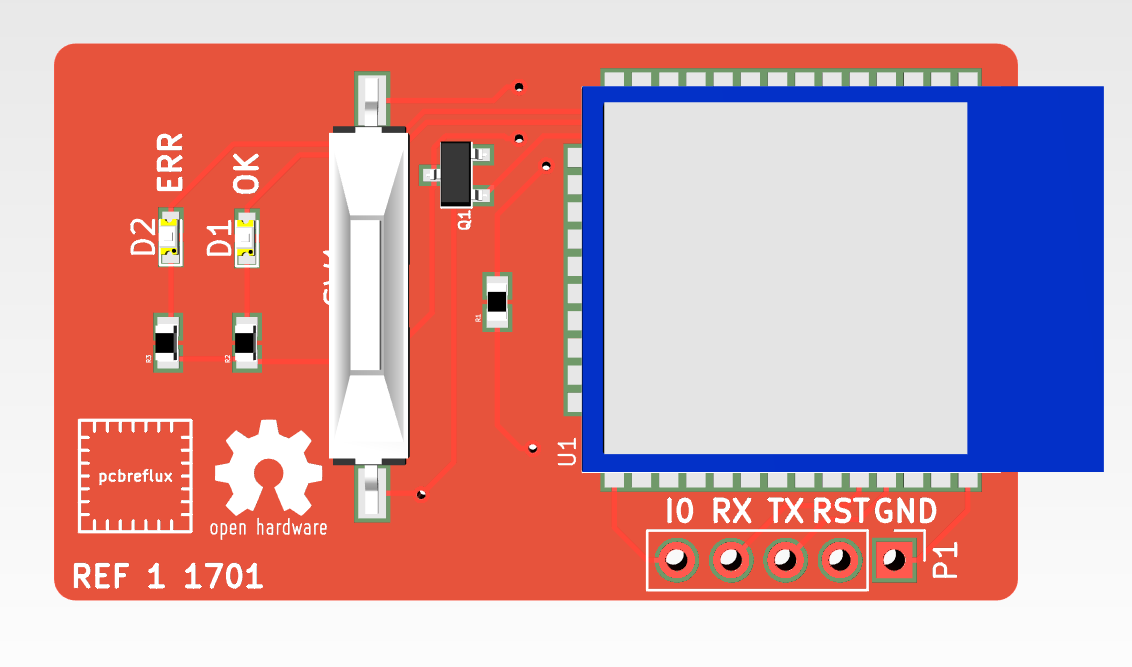 ERR
OK
D2
D1
Q1
R1
R3
R2
U1
pcbreflux
open hardware
IO RX TX RST GND
P1
REF 1 1701